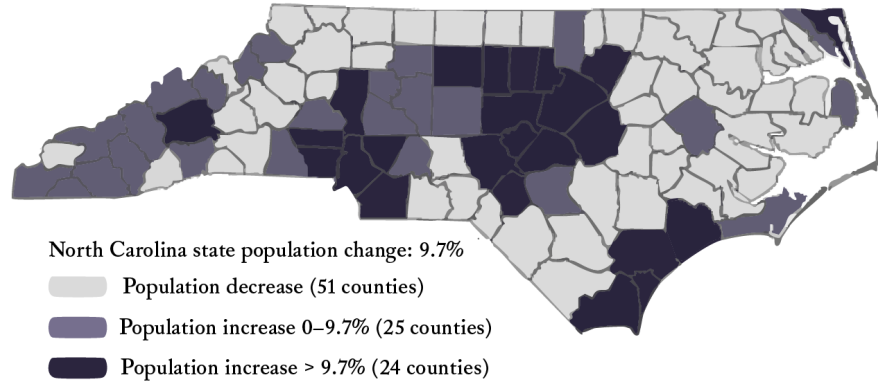 North Carolina state population change: 9.7%
Population decrease (51 counties)
Population increase 0–9.7% (25 counties)
Population increase > 9.7% (24 counties)